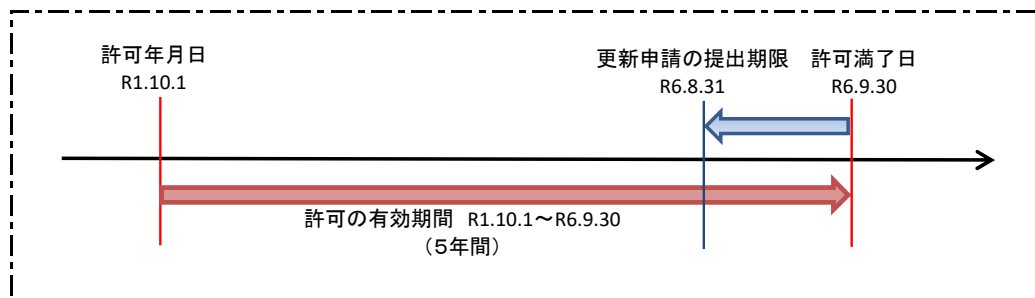 許可年月日
R1.10.1
更新申請の提出期限
R6.8.31
許可満了日
R6.9.30
許可の有効期間 R1.10.1～R6.9.30
（５年間）